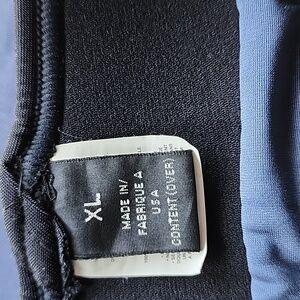 XL
MADE IN/
FABRIQUE A
USA
CONTENT (OVER)